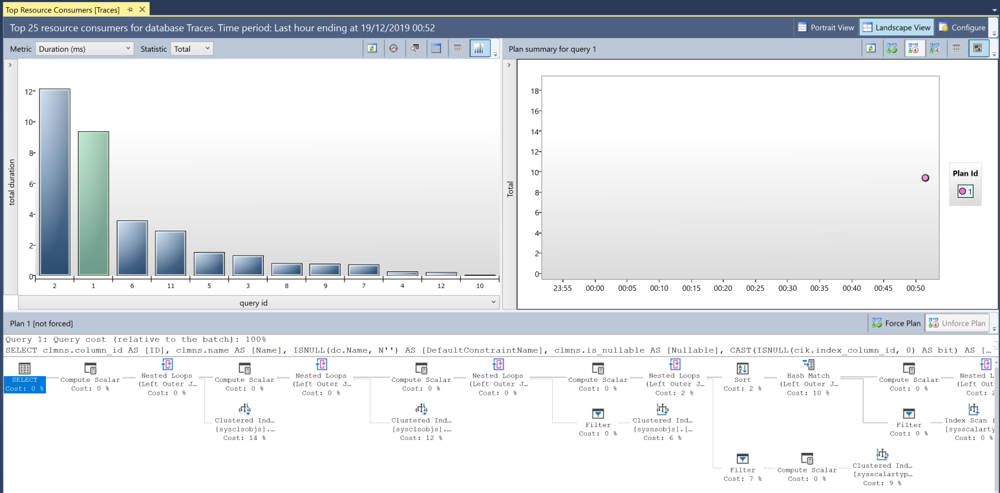 Top Resource Consumers [Traces]
Top 25 resource consumers for database Traces. Time period: Last hour ending at 19/12/2019 00:52
Portrait View
Landscape View
Configure
Metric Duration (ms) Statistic Total
Plan summary for query 1
total duration
12
10
8
6
4
2
0
2 1 6 11 5 3 8 9 7 4 12 10
query id
Total
18
16
14
12
10
8
6
4
2
0
23:55 00:00 00:05 00:10 00:15 00:20 00:25 00:30 00:35 00:40 00:45 00:50
Plan Id
1
Plan 1 [not forced]
Force Plan
Unforce Plan
Query 1: Query cost (relative to the batch): 100%
SELECT clmns.column_id AS [ID], clmns.name AS [Name], ISNULL(dc.Name, N'') AS [DefaultConstraintName], clmns.is_nullable AS [Nullable], CAST(ISNULL(cik.index_column_id, 0) AS bit) AS [...
SELECT
Cost: 0 %
Compute Scalar
Cost: 0 %
Nested Loops
(Left Outer J...
Cost: 0 %
Compute Scalar
Cost: 0 %
Nested Loops
(Left Outer J...
Cost: 0 %
Compute Scalar
Cost: 0 %
Nested Loops
(Left Outer J...
Cost: 0 %
Compute Scalar
Cost: 0 %
Nested Loops
(Left Outer J...
Cost: 2 %
Sort
Cost: 2 %
Hash Match
(Left Outer J...
Cost: 10 %
Compute Scalar
Cost: 0 %
Nested L
(Left Out
Cost: 2
Clustered Ind...
[sysclsobjs]....
Cost: 14 %
Clustered Ind...
[sysclsobjs]....
Cost: 12 %
Filter
Cost: 0 %
Clustered Ind...
[sysnsobjs].[...
Cost: 6 %
Filter
Cost: 0 %
Index Scan (
[sysscalarty
Cost: 0 %
Filter
Cost: 7 %
Compute Scalar
Cost: 0 %
Clustered Ind...
[sysscalartyp...
Cost: 9 %